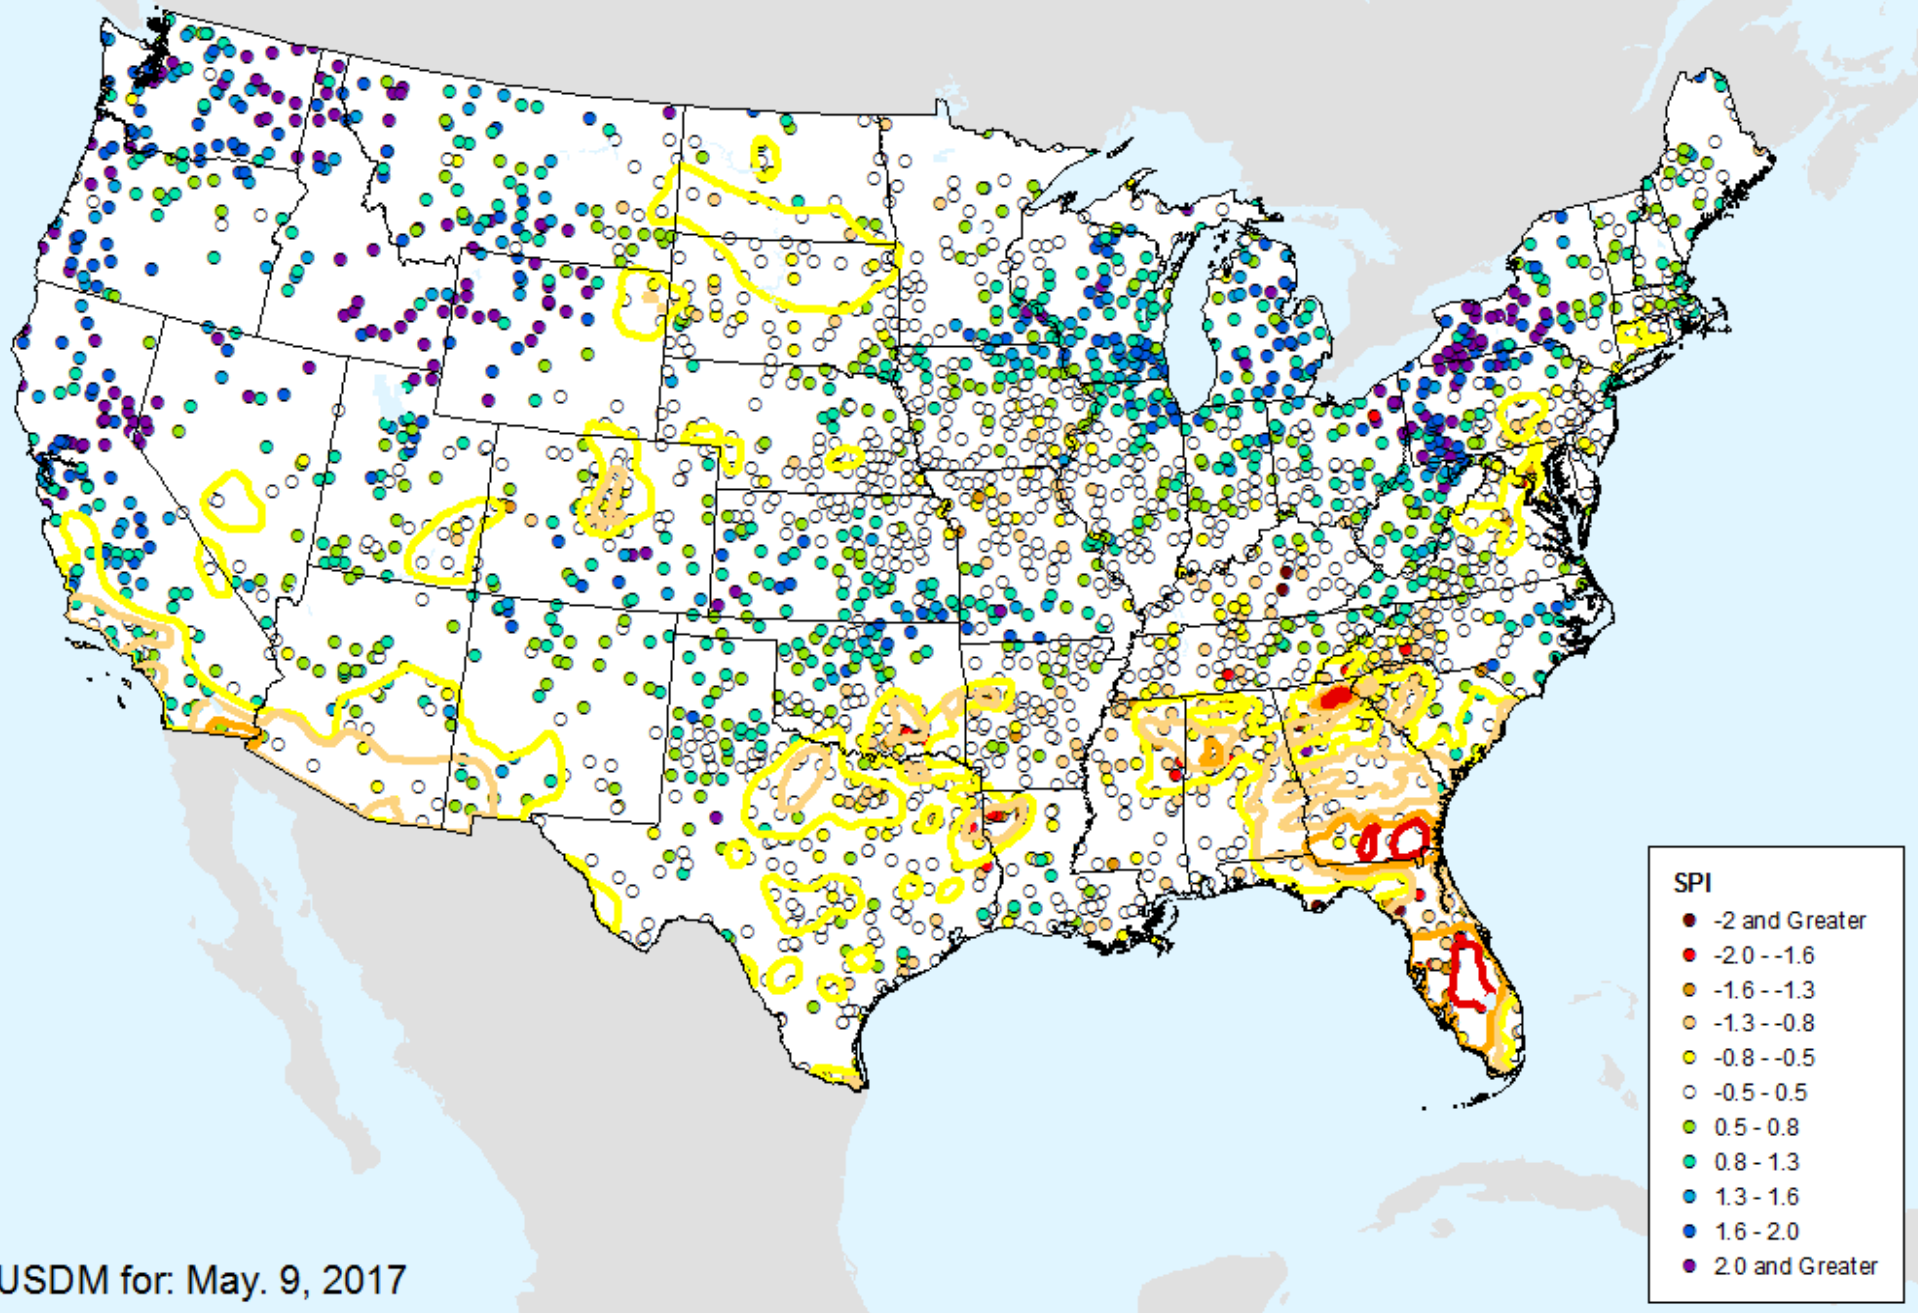 SPI
-2 and Greater
-2.0 - -1.6
-1.6 - -1.3
-1.3 - -0.8
-0.8 - -0.5
-0.5 - 0.5
0.5 - 0.8
0.8 - 1.3
1.3 - 1.6
1.6 - 2.0
2.0 and Greater
USDM for: May. 9, 2017